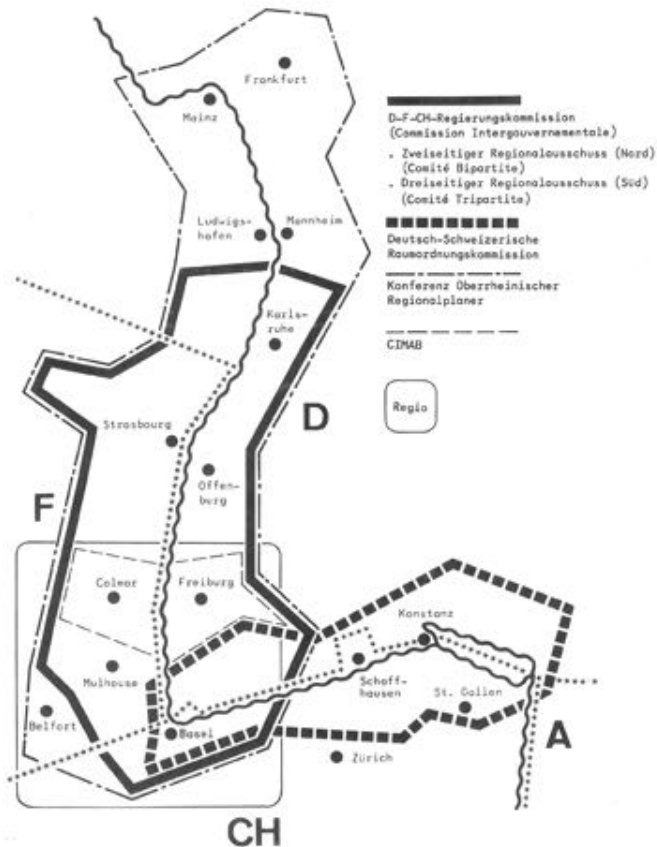 Frankfurt
Mainz
Ludwigs-
hafen
Mannheim
Karls-
ruhe
Strasbourg
D
Offen-
burg
F
Colmar
Freiburg
Konstanz
Mulhouse
Schaff-
hausen
St. Gallen
Belfort
Basel
A
Zürich
CH
D-F-CH-Regierungskommission
(Commission Intergouvernementale)
. Zweiseitiger Regionalausschuss (Nord)
(Comité Bipartite)
. Dreiseitiger Regionalausschuss (Süd)
(Comité Tripartite)
Deutsch-Schweizerische
Raumordnungskommission
Konferenz Oberrheinischer
Regionalplaner
CIMAB
Regio